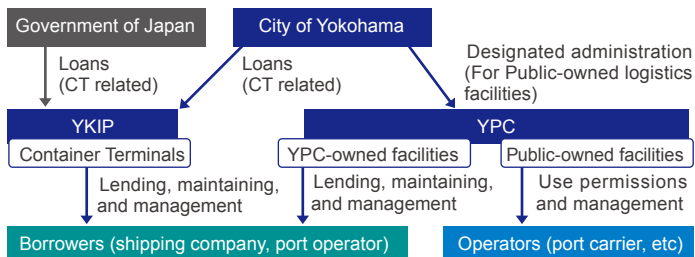 Government of Japan
City of Yokohama
Loans
(CT related)
Loans
(CT related)
Designated administration
(For Public-owned logistics
facilities)
YKIP
YPC
Container Terminals
YPC-owned facilities
Public-owned facilities
Lending, maintaining,
and management
Lending, maintaining,
and management
Use permissions
and management
Borrowers (shipping company, port operator)
Operators (port carrier, etc)